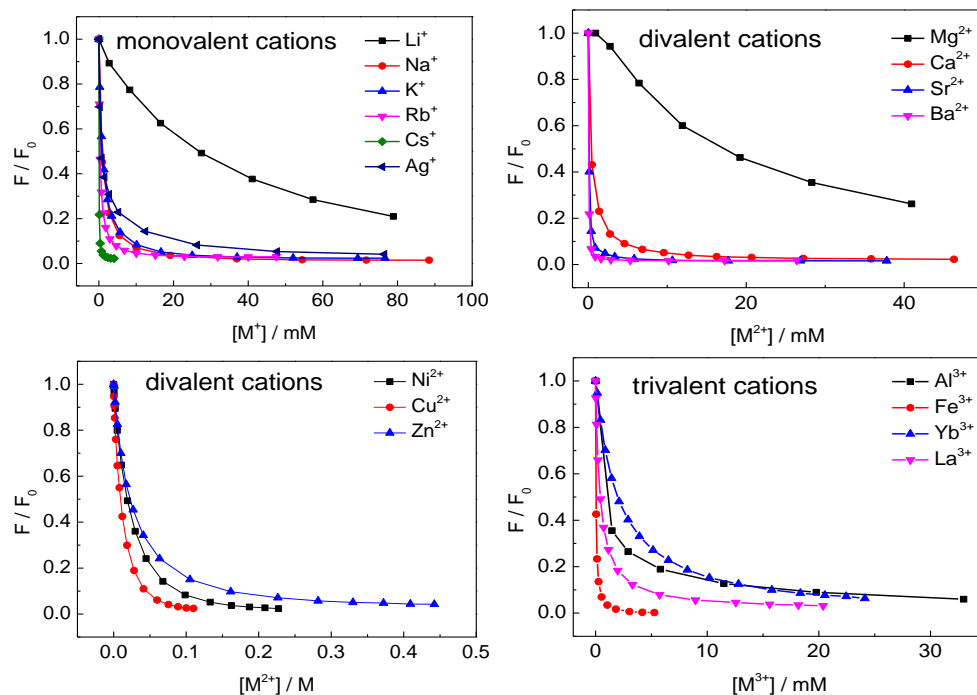 monovalent cations
Li⁺
Na⁺
K⁺
Rb⁺
Cs⁺
Ag⁺
F / F₀
1.0
0.8
0.6
0.4
0.2
0.0
0 20 40 60 80 100
[M⁺] / mM
divalent cations
Mg²⁺
Ca²⁺
Sr²⁺
Ba²⁺
F / F₀
1.0
0.8
0.6
0.4
0.2
0.0
0 20 40
[M²⁺] / mM
divalent cations
Ni²⁺
Cu²⁺
Zn²⁺
F / F₀
1.0
0.8
0.6
0.4
0.2
0.0
0.0 0.1 0.2 0.3 0.4 0.5
[M²⁺] / M
trivalent cations
Al³⁺
Fe³⁺
Yb³⁺
La³⁺
F / F₀
1.0
0.8
0.6
0.4
0.2
0.0
0 10 20 30
[M³⁺] / mM